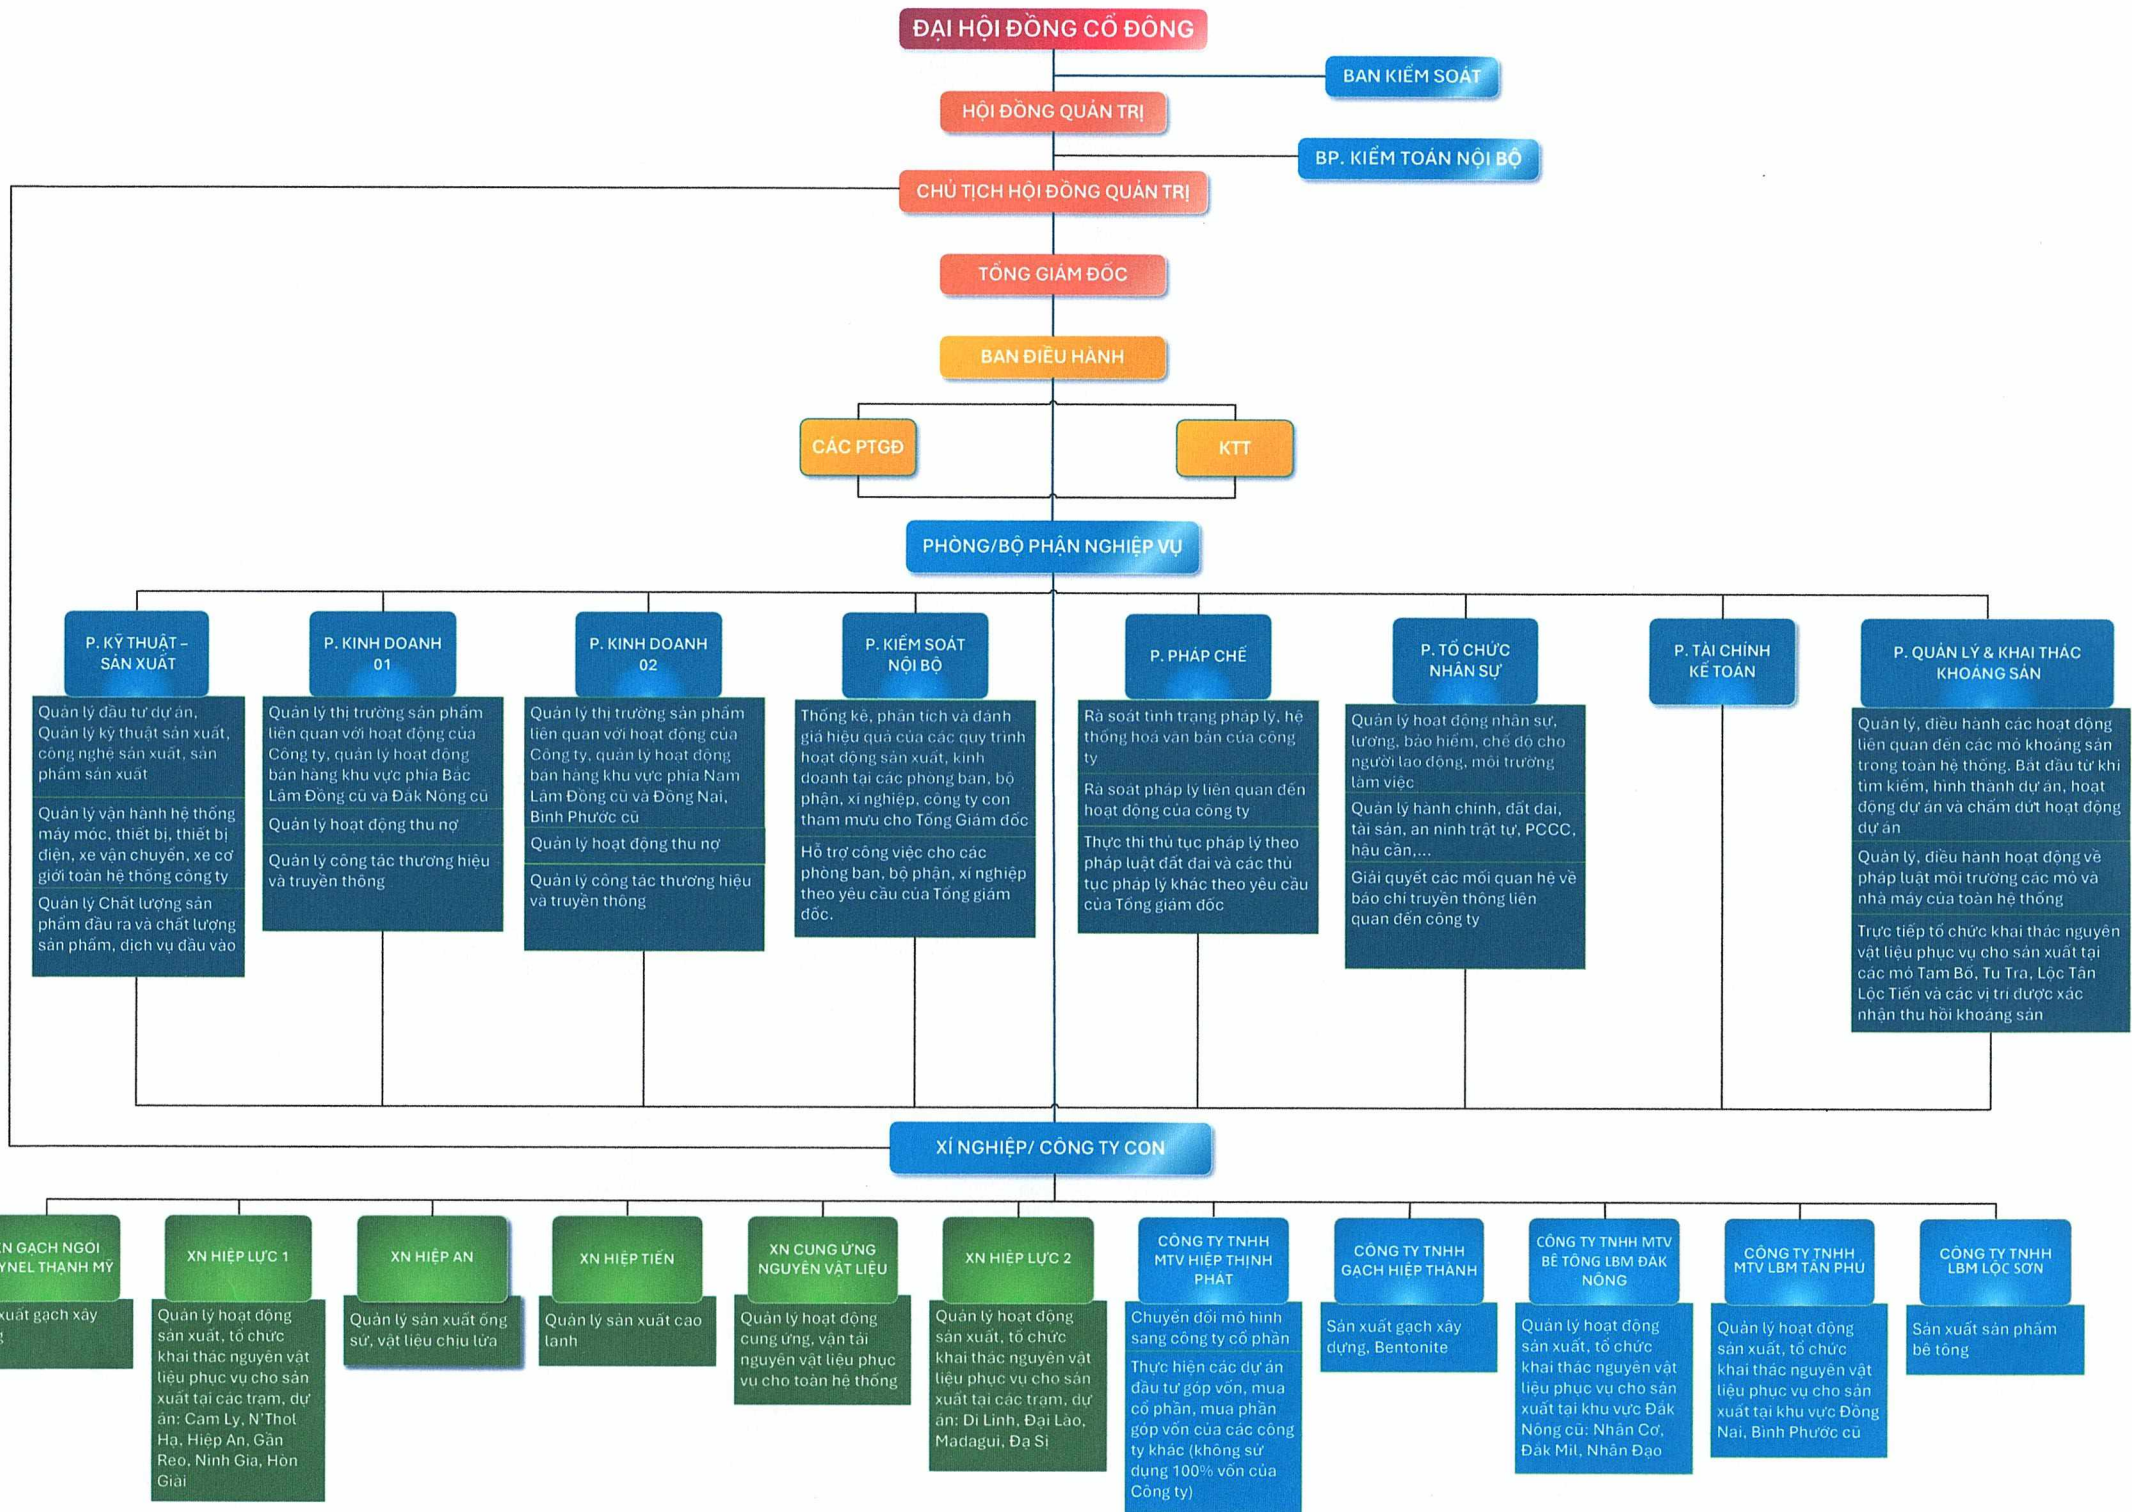 ĐẠI HỘI ĐỒNG CỔ ĐÔNG
BAN KIỂM SOÁT
HỘI ĐỒNG QUẢN TRỊ
BP. KIỂM TOÁN NỘI BỘ
CHỦ TỊCH HỘI ĐỒNG QUẢN TRỊ
TỔNG GIÁM ĐỐC
BAN ĐIỀU HÀNH
CÁC PTGĐ
KTT
PHÒNG/BỘ PHẬN NGHIỆP VỤ
P. KỸ THUẬT –
SẢN XUẤT
Quản lý đầu tư dự án,
Quản lý kỹ thuật sản xuất,
công nghệ sản xuất, sản
phẩm sản xuất
Quản lý vận hành hệ thống
máy móc, thiết bị, thiết bị
điện, xe vận chuyển, xe cơ
giới toàn hệ thống công ty
Quản lý Chất lượng sản
phẩm đầu ra và chất lượng
sản phẩm, dịch vụ đầu vào
P. KINH DOANH
01
Quản lý thị trường sản phẩm
liên quan với hoạt động của
Công ty, quản lý hoạt động
bán hàng khu vực phía Bắc
Lâm Đồng cũ và Đắk Nông cũ
Quản lý hoạt động thu nợ
Quản lý công tác thương hiệu
và truyền thông
P. KINH DOANH
02
Quản lý thị trường sản phẩm
liên quan với hoạt động của
Công ty, quản lý hoạt động
bán hàng khu vực phía Nam
Lâm Đồng cũ và Đồng Nai,
Bình Phước cũ
Quản lý hoạt động thu nợ
Quản lý công tác thương hiệu
và truyền thông
P. KIỂM SOÁT
NỘI BỘ
Thống kê, phân tích và đánh
giá hiệu quả của các quy trình
hoạt động sản xuất, kinh
doanh tại các phòng ban, bộ
phận, xí nghiệp, công ty con
tham mưu cho Tổng Giám đốc
Hỗ trợ công việc cho các
phòng ban, bộ phận, xí nghiệp
theo yêu cầu của Tổng giám
đốc.
P. PHÁP CHẾ
Rà soát tình trạng pháp lý, hệ
thống hoá văn bản của công
ty
Rà soát pháp lý liên quan đến
hoạt động của công ty
Thực thi thủ tục pháp lý theo
pháp luật đất đai và các thủ
tục pháp lý khác theo yêu cầu
của Tổng giám đốc
P. TỔ CHỨC
NHÂN SỰ
Quản lý hoạt động nhân sự,
lương, bảo hiểm, chế độ cho
người lao động, môi trường
làm việc
Quản lý hành chính, đất đai,
tài sản, an ninh trật tự, PCCC,
hậu cần,...
Giải quyết các mối quan hệ về
báo chí truyền thông liên
quan đến công ty
P. TÀI CHÍNH
KẾ TOÁN
P. QUẢN LÝ & KHAI THÁC
KHOÁNG SẢN
Quản lý, điều hành các hoạt động
liên quan đến các mỏ khoáng sản
trong toàn hệ thống. Bắt đầu từ khi
tìm kiếm, hình thành dự án, hoạt
động dự án và chấm dứt hoạt động
dự án
Quản lý, điều hành hoạt động về
pháp luật môi trường các mỏ và
nhà máy của toàn hệ thống
Trực tiếp tổ chức khai thác nguyên
vật liệu phục vụ cho sản xuất tại
các mỏ Tam Bố, Tu Tra, Lộc Tân
Lộc Tiến và các vị trí được xác
nhận thu hồi khoáng sản
XÍ NGHIỆP/ CÔNG TY CON
GẠCH NGÓI
THẠNH MỸ
xuất gạch xây
XN HIỆP LỰC 1
Quản lý hoạt động
sản xuất, tổ chức
khai thác nguyên vật
liệu phục vụ cho sản
xuất tại các trạm, dự
án: Cam Ly, N'Thol
Hạ, Hiệp An, Gần
Reo, Ninh Gia, Hòn
Giải
XN HIỆP AN
Quản lý sản xuất ống
sứ, vật liệu chịu lửa
XN HIỆP TIẾN
Quản lý sản xuất cao
lanh
XN CUNG ỨNG
NGUYÊN VẬT LIỆU
Quản lý hoạt động
cung ứng, vận tải
nguyên vật liệu phục
vụ cho toàn hệ thống
XN HIỆP LỰC 2
Quản lý hoạt động
sản xuất, tổ chức
khai thác nguyên vật
liệu phục vụ cho sản
xuất tại các trạm, dự
án: Di Linh, Đại Lào,
Madagui, Đạ Sị
CÔNG TY TNHH
MTV HIỆP THỊNH
PHÁT
Chuyển đổi mô hình
sang công ty cổ phần
Thực hiện các dự án
đầu tư góp vốn, mua
cổ phần, mua phần
góp vốn của các công
ty khác (không sử
dụng 100% vốn của
Công ty)
CÔNG TY TNHH
GẠCH HIỆP THÀNH
Sản xuất gạch xây
dựng, Bentonite
CÔNG TY TNHH MTV
BÊ TÔNG LBM ĐẮK
NÔNG
Quản lý hoạt động
sản xuất, tổ chức
khai thác nguyên vật
liệu phục vụ cho sản
xuất tại khu vực Đắk
Nông cũ: Nhân Cơ,
Đắk Mil, Nhân Đạo
CÔNG TY TNHH
MTV LBM TÂN PHÚ
Quản lý hoạt động
sản xuất, tổ chức
khai thác nguyên vật
liệu phục vụ cho sản
xuất tại khu vực Đồng
Nai, Bình Phước cũ
CÔNG TY TNHH
LBM LỘC SƠN
Sản xuất sản phẩm
bê tông